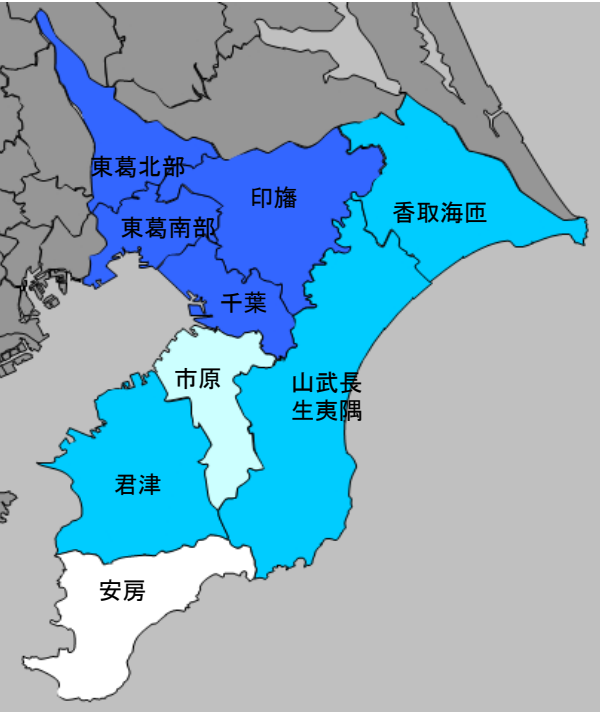 東葛北部
印旛
香取海匝
東葛南部
千葉
市原
山武長
生夷隅
君津
安房